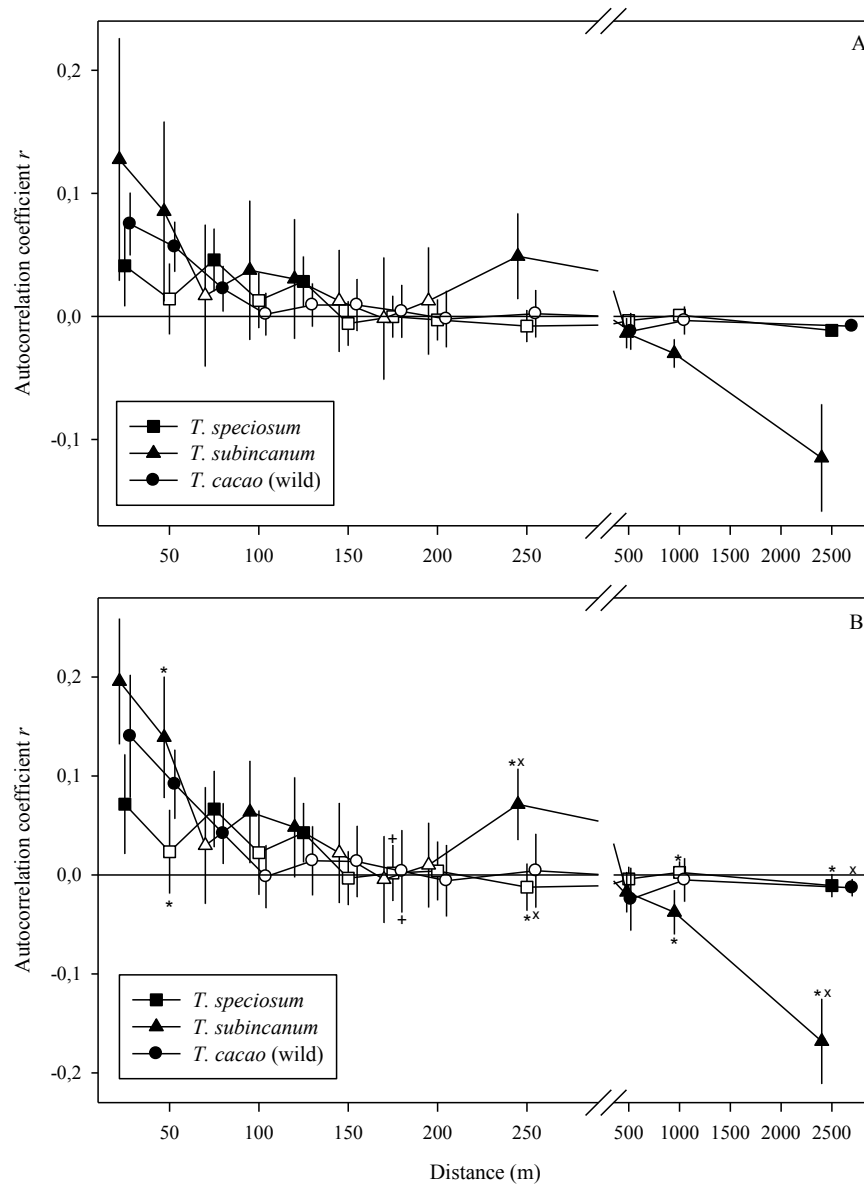 A
0,2
0,1
0,0
-0,1
Autocorrelation coefficient r
T. speciosum
T. subincanum
T. cacao (wild)
50 100 150 200 250 500 1000 1500 2000 2500
B
0,2
0,1
0,0
-0,1
-0,2
Autocorrelation coefficient r
* * + + *x *x * * * x *x
T. speciosum
T. subincanum
T. cacao (wild)
50 100 150 200 250 500 1000 1500 2000 2500
Distance (m)